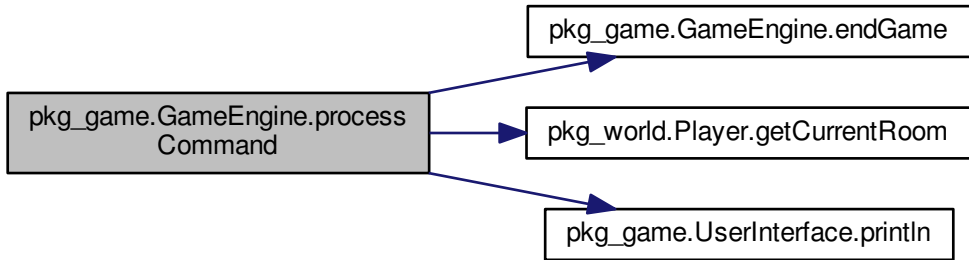 pkg_game.GameEngine.process
Command
pkg_game.GameEngine.endGame
pkg_world.Player.getCurrentRoom
pkg_game.UserInterface.println